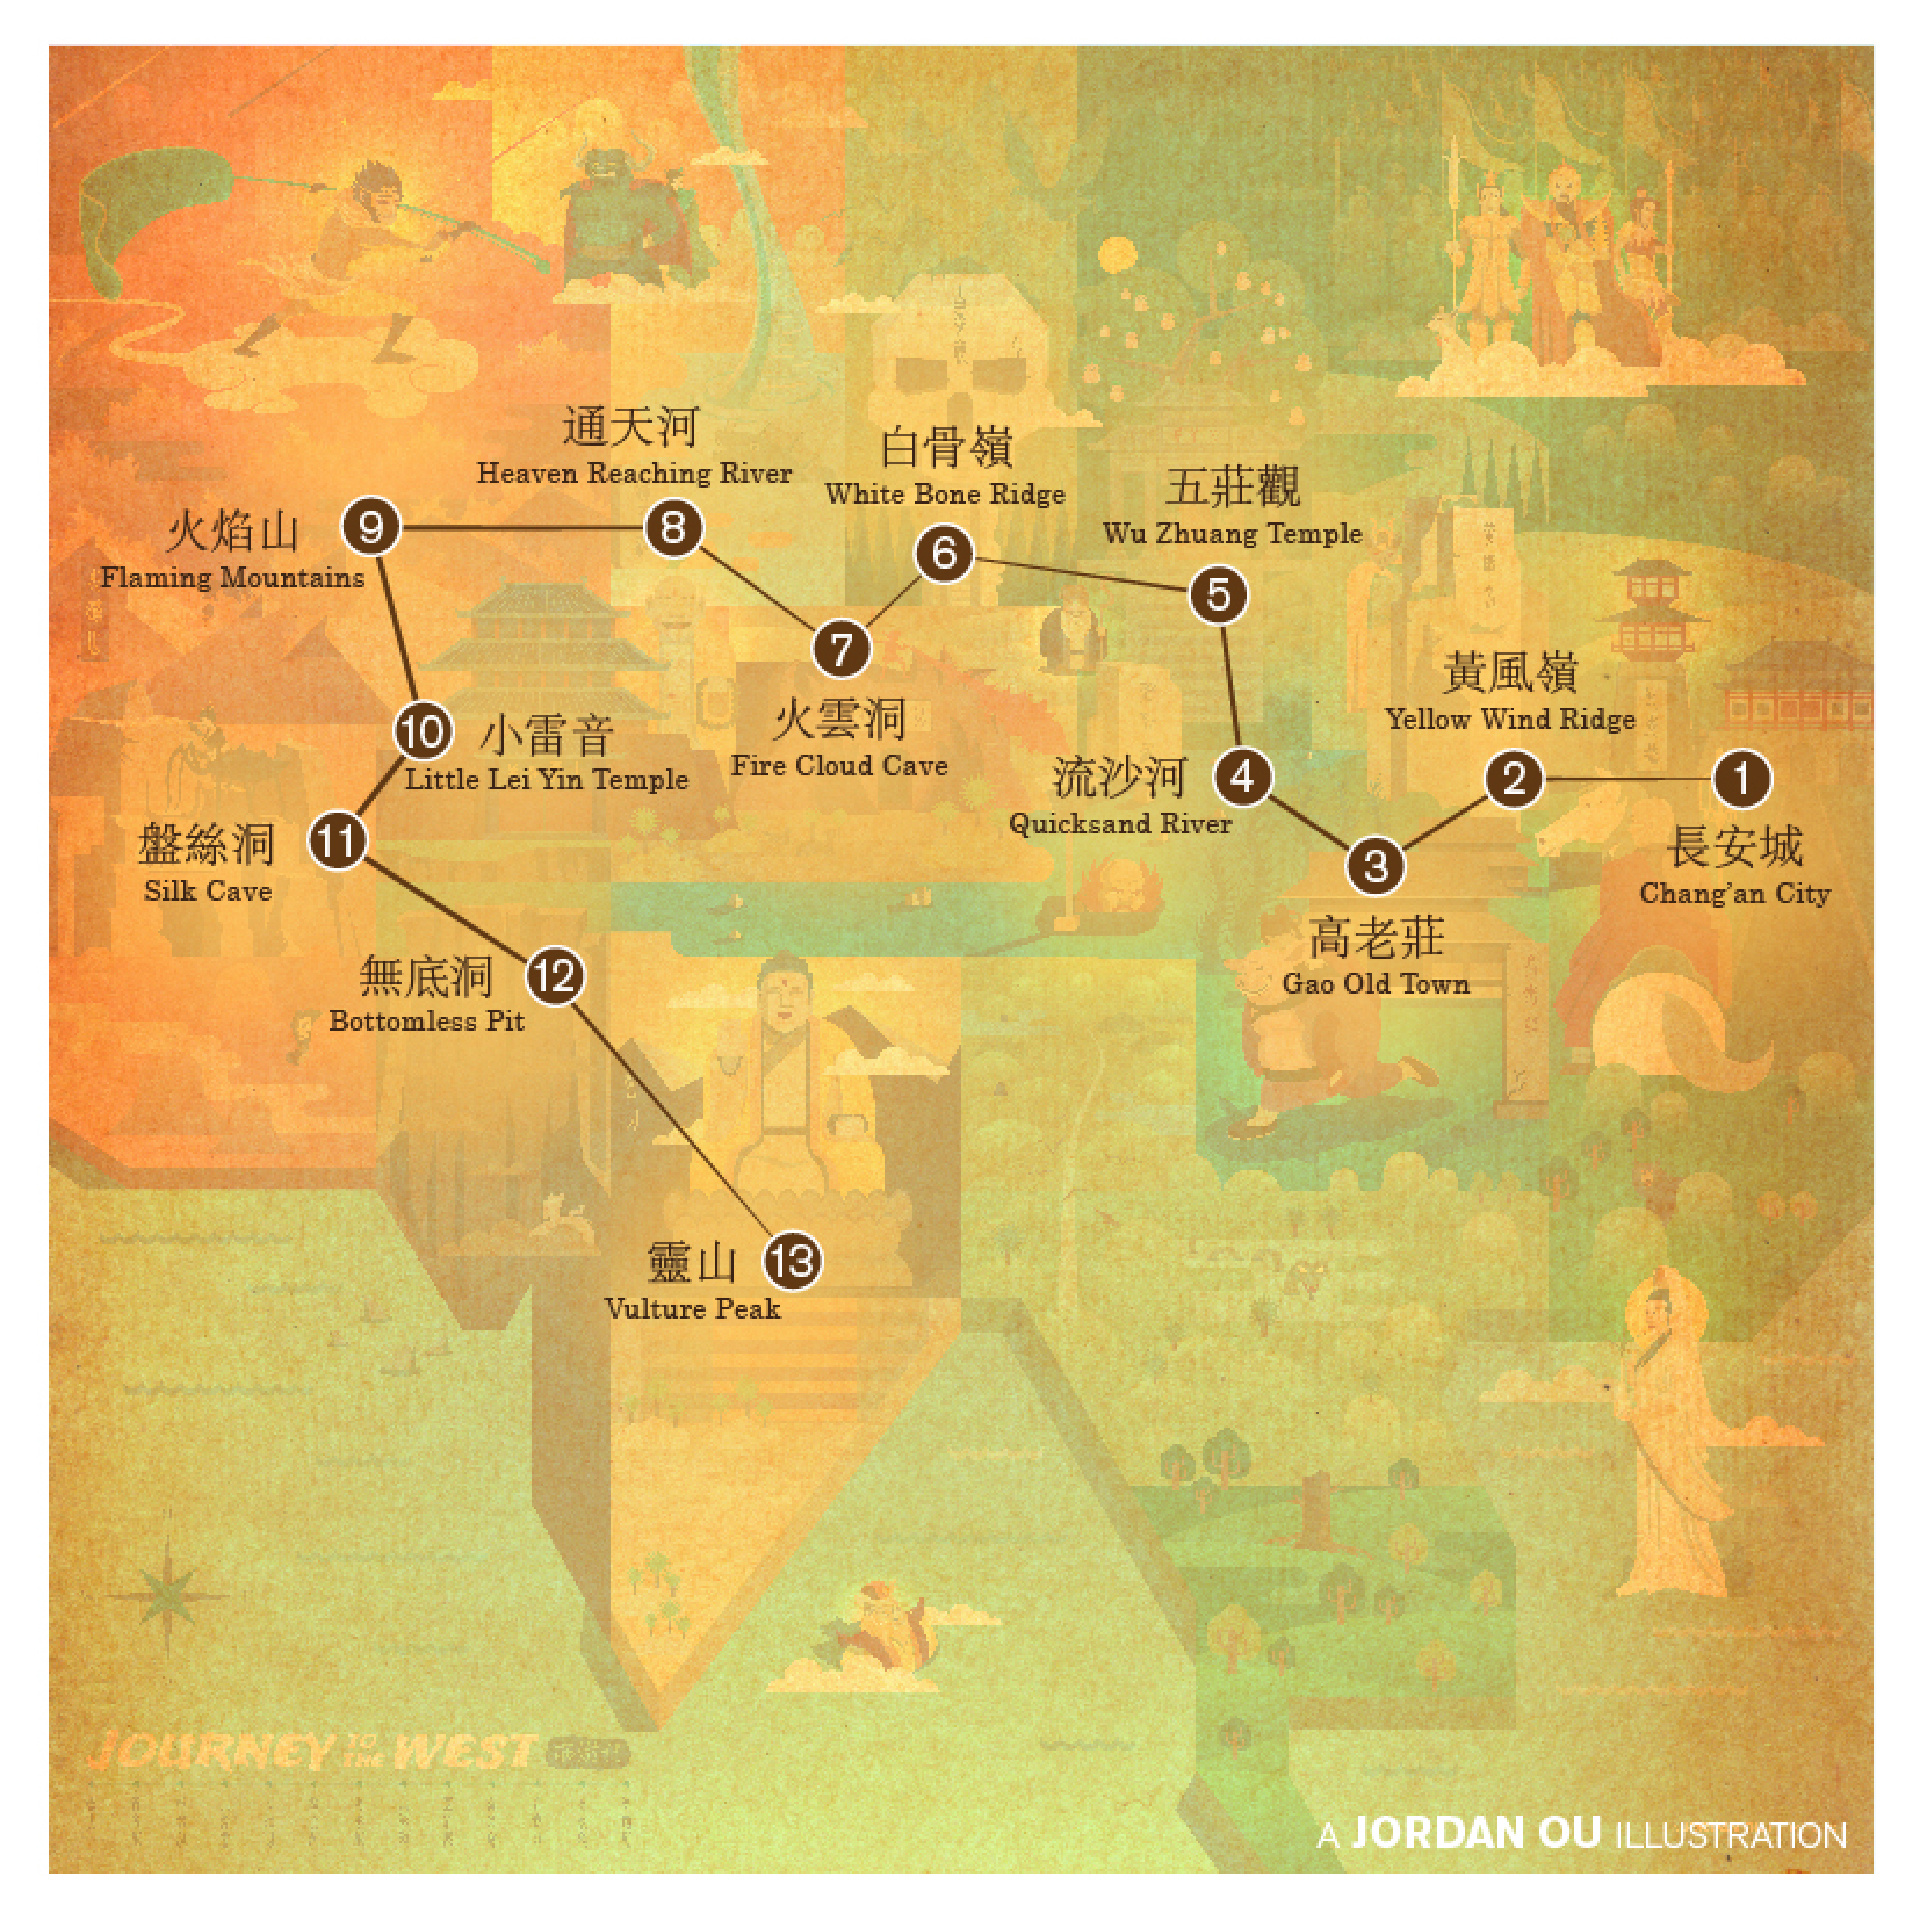 通天河
Heaven Reaching River
白骨嶺
White Bone Ridge
五莊觀
Wu Zhuang Temple
9
8
6
5
火焰山
Flaming Mountains
7
黃風嶺
Yellow Wind Ridge
10
小雷音
Little Lei Yin Temple
火雲洞
Fire Cloud Cave
流沙河
Quicksand River
4
2
1
盤絲洞
Silk Cave
11
3
長安城
Chang'an City
高老莊
Gao Old Town
無底洞
Bottomless Pit
12
靈山
Vulture Peak
13
JOURNEY TO THE WEST
A JORDAN OU ILLUSTRATION